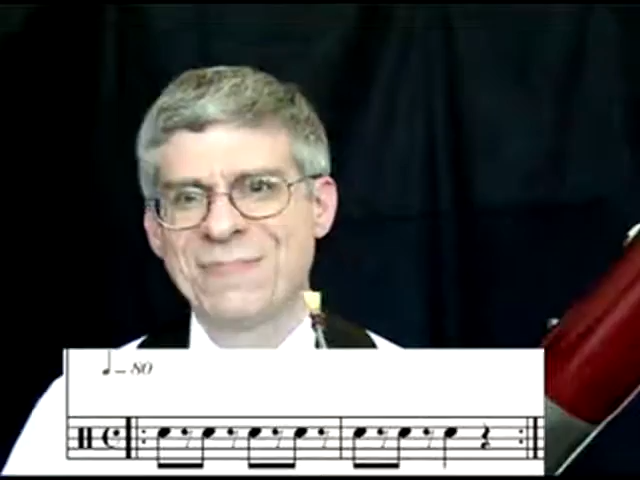 ♩ = 80